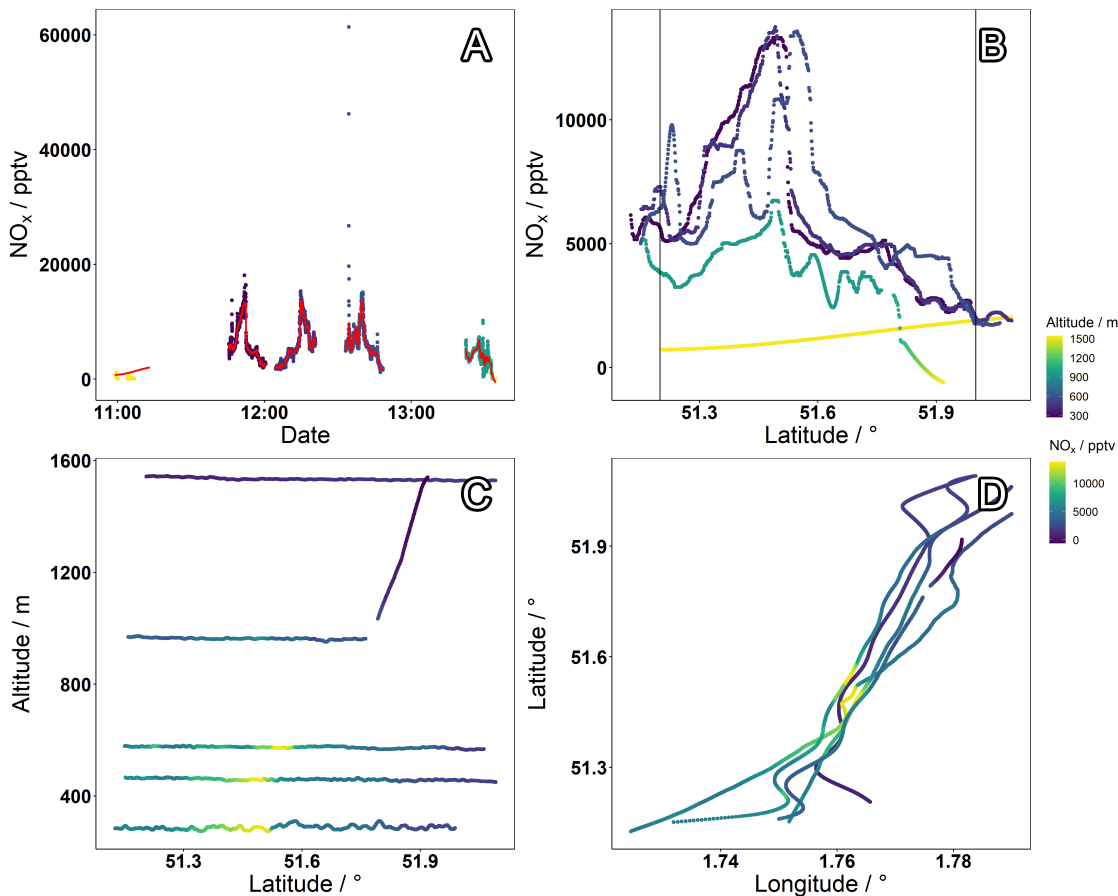 A
60000
40000
20000
0
NOₓ / pptv
11:00 12:00 13:00
Date
B
10000
5000
0
NOₓ / pptv
51.3 51.6 51.9
Latitude / °
Altitude / m
1500
1200
900
600
300
NOₓ / pptv
10000
5000
0
C
1600
1200
800
400
Altitude / m
51.3 51.6 51.9
Latitude / °
D
51.9
51.6
51.3
Latitude / °
1.74 1.76 1.78
Longitude / °